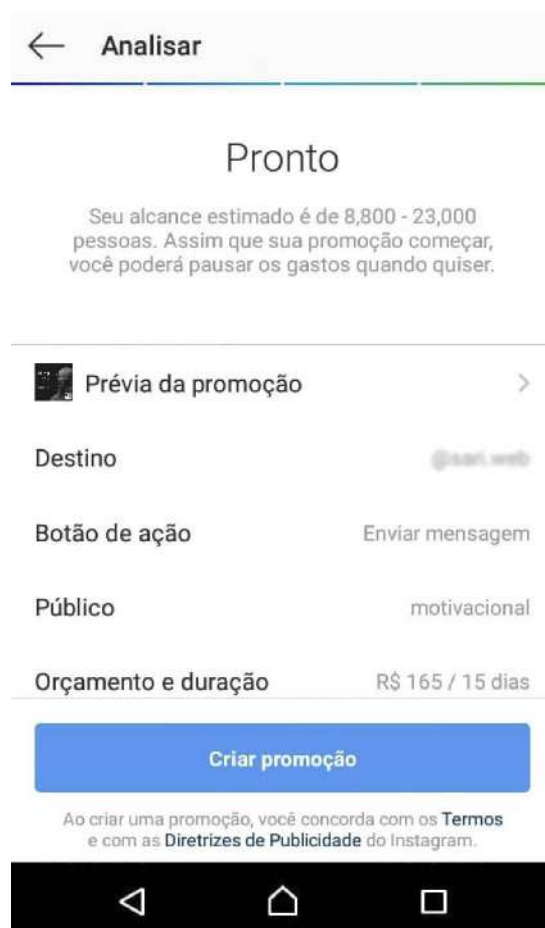 Analisar
Pronto
Seu alcance estimado é de 8,800 - 23,000
pessoas. Assim que sua promoção começar,
você poderá pausar os gastos quando quiser.
Prévia da promoção
Destino
Botão de ação Enviar mensagem
Público motivacional
Orçamento e duração R$ 165 / 15 dias
Criar promoção
Ao criar uma promoção, você concorda com os Termos
e com as Diretrizes de Publicidade do Instagram.